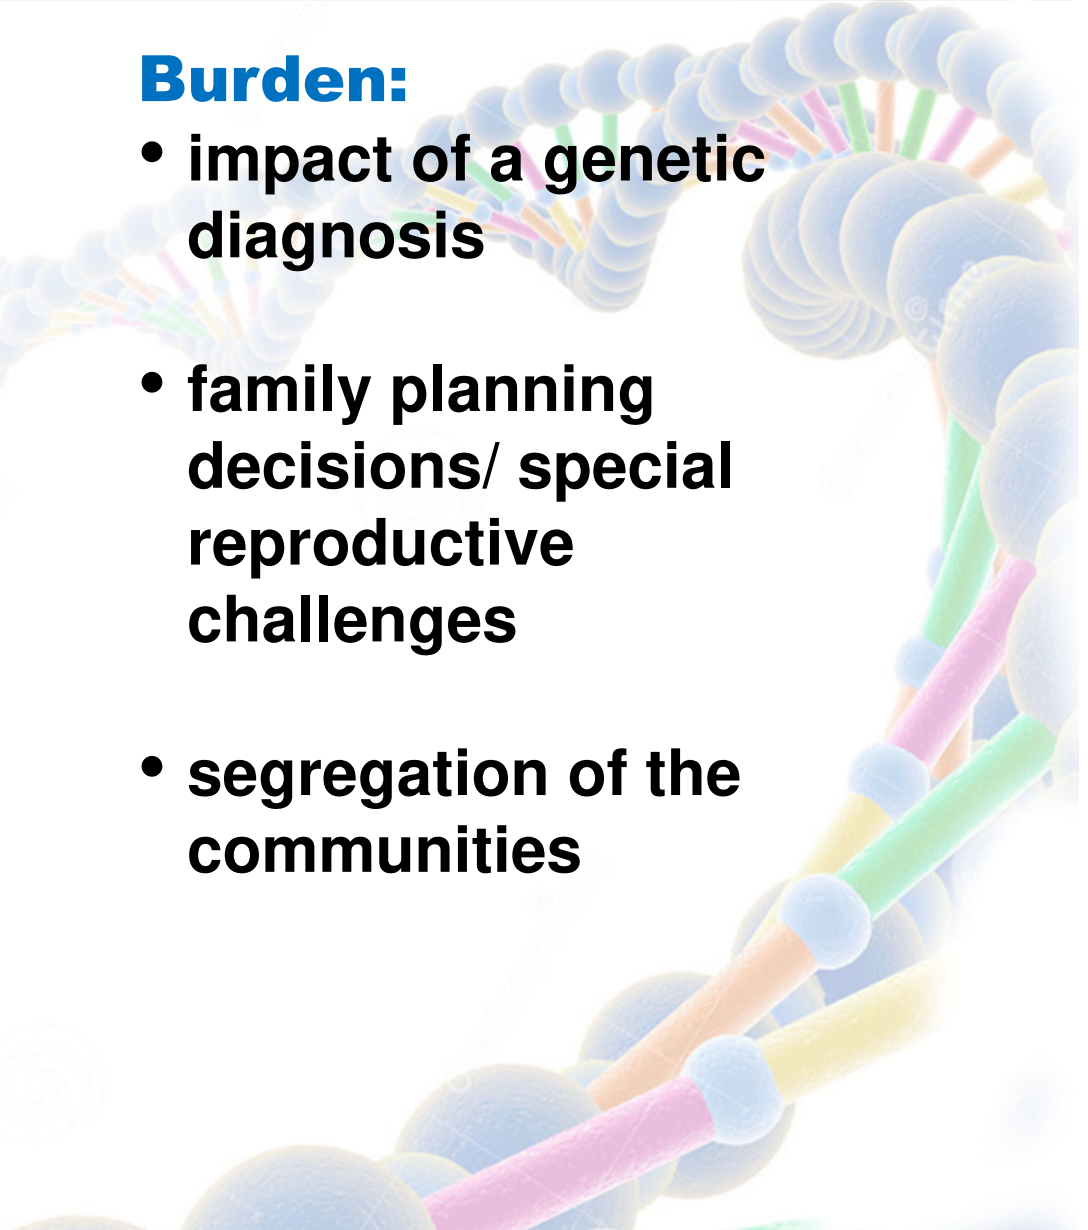 Burden:
• impact of a genetic
diagnosis
• family planning
decisions/ special
reproductive
challenges
• segregation of the
communities